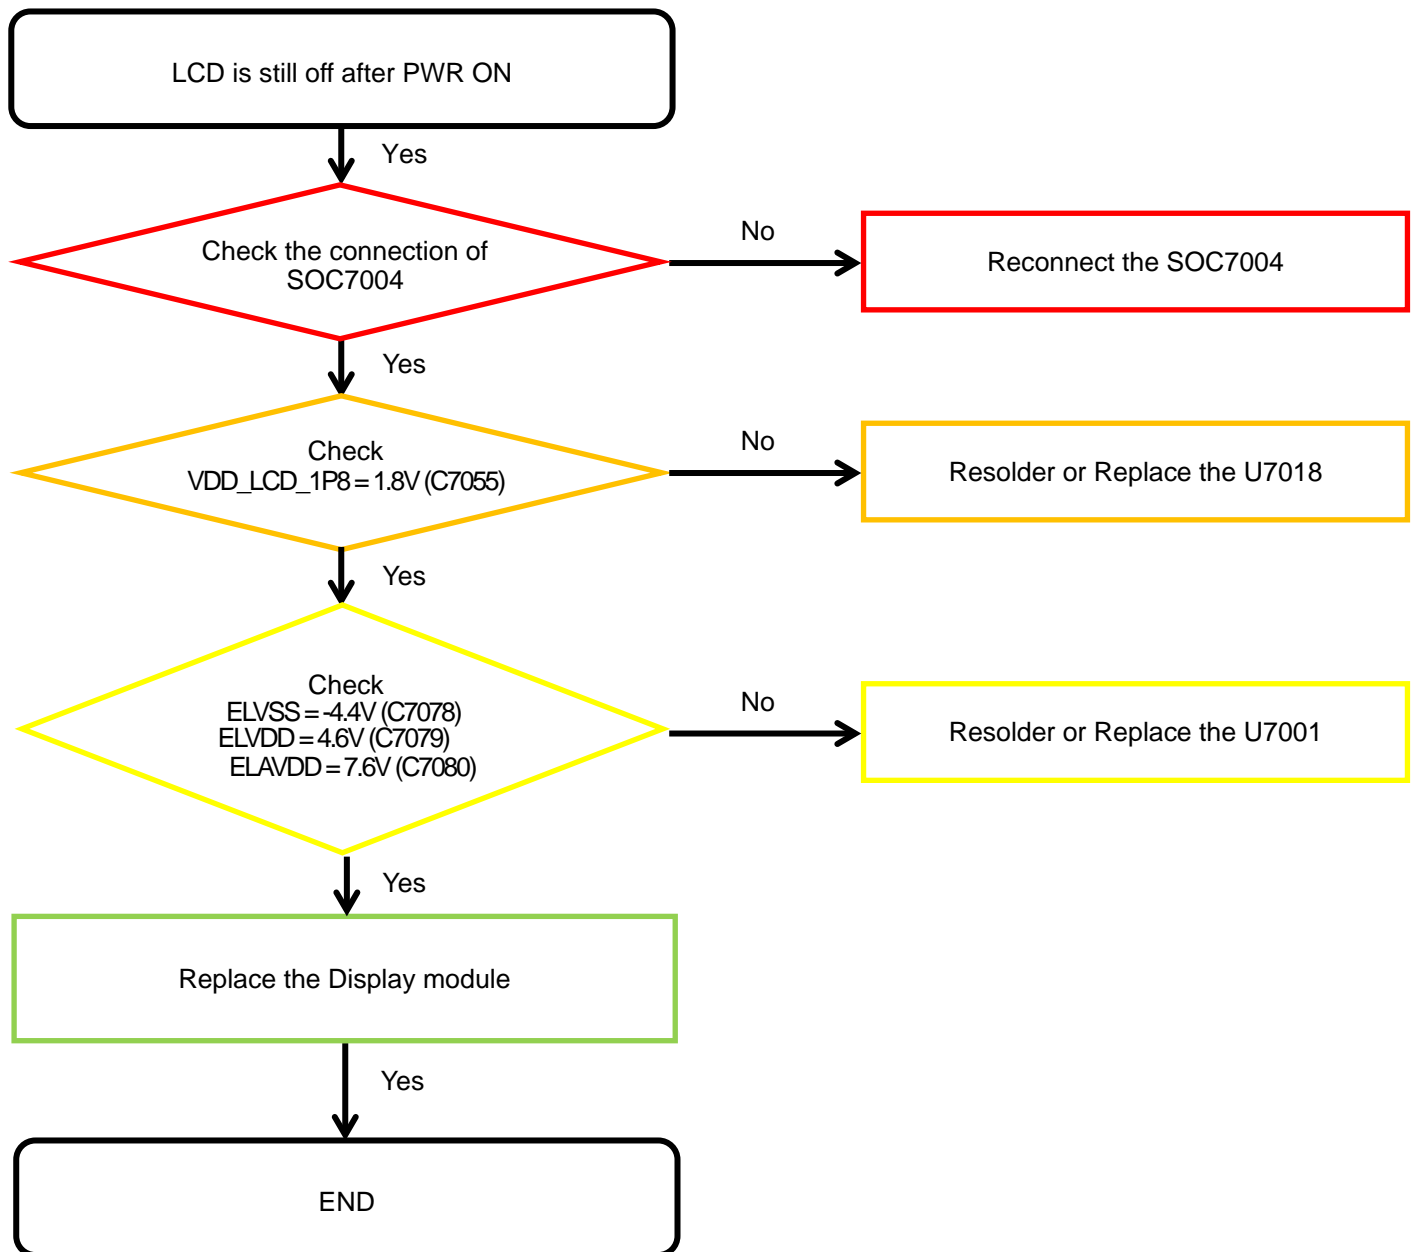 LCD is still off after PWR ON
Yes
Check the connection of
SOC7004
No
Reconnect the SOC7004
Yes
Check
VDD_LCD_1P8 = 1.8V (C7055)
No
Resolder or Replace the U7018
Yes
Check
ELVSS = -4.4V (C7078)
ELVDD = 4.6V (C7079)
ELAVDD = 7.6V (C7080)
No
Resolder or Replace the U7001
Yes
Replace the Display module
Yes
END